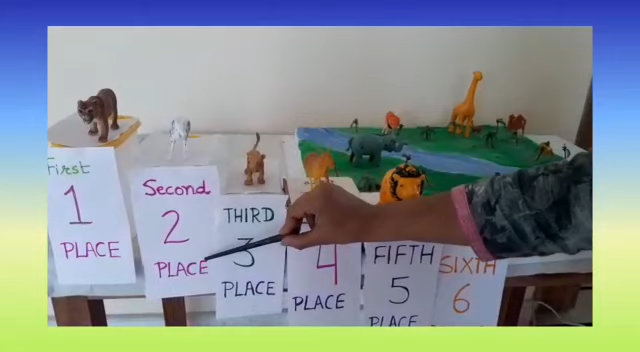 First
1
PLACE
Second
2
PLACE
THIRD
3
PLACE
4
PLACE
FIFTH
5
PLACE
SIXTH
6